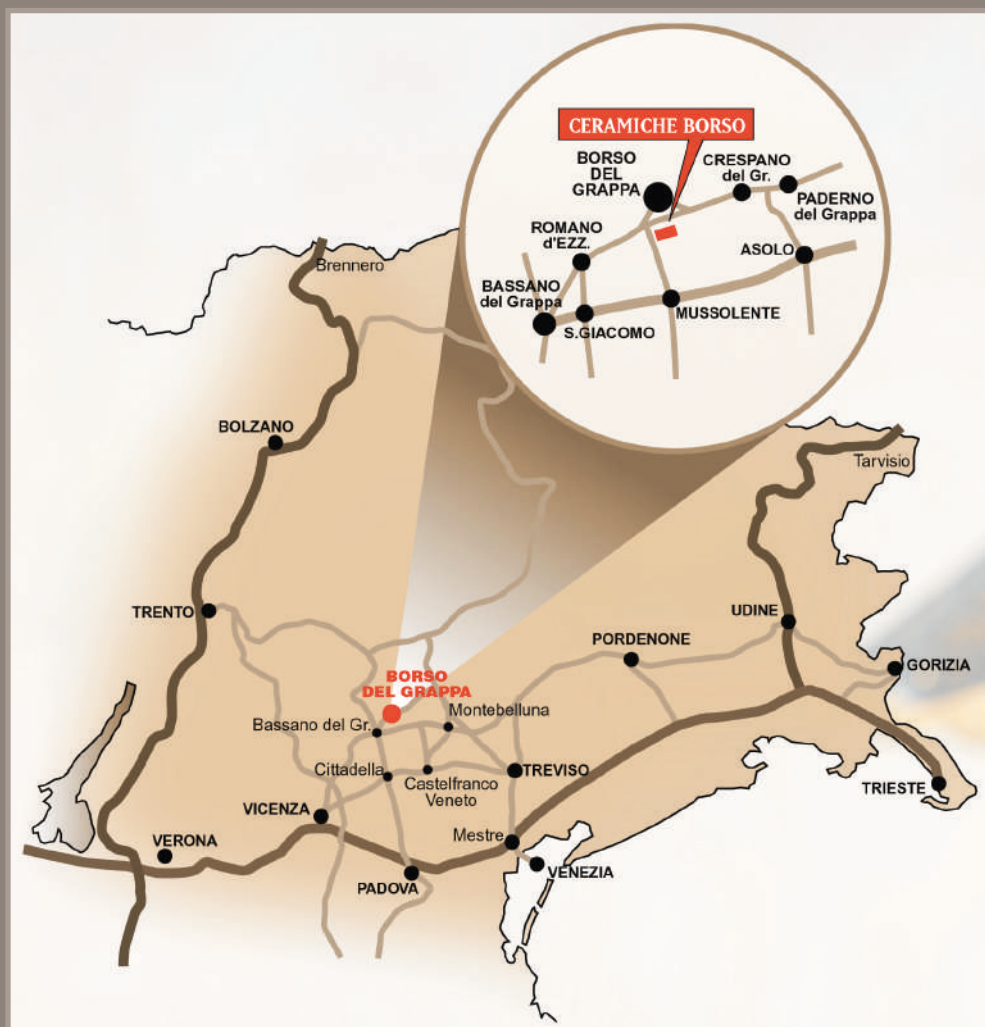 CERAMICHE BORSO
BORSO
DEL
GRAPPA
CRESPANO
del Gr.
PADERNO
del Grappa
ROMANO
d'EZZ.
ASOLO
BASSANO
del Grappa
S.GIACOMO
MUSSOLENTE
Brennero
BOLZANO
Tarvisio
TRENTO
UDINE
PORDENONE
GORIZIA
BORSO
DEL GRAPPA
Bassano del Gr.
Montebelluna
Cittadella
Castelfranco
Veneto
TREVISO
TRIESTE
VICENZA
VERONA
Mestre
VENEZIA
PADOVA